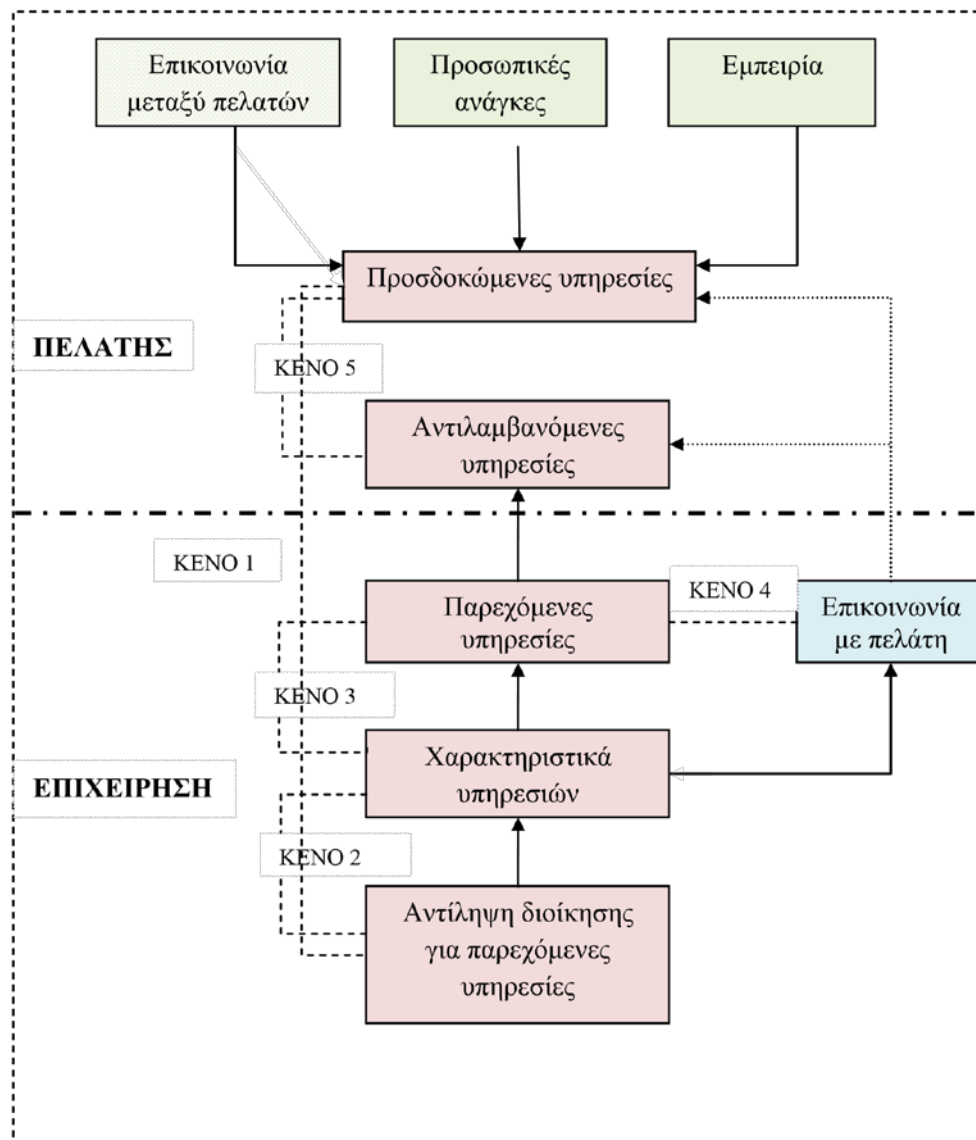 Επικοινωνία
μεταξύ πελατών
Προσωπικές
ανάγκες
Εμπειρία
Προσδοκώμενες υπηρεσίες
ΠΕΛΑΤΗΣ
ΚΕΝΟ 5
Αντιλαμβανόμενες
υπηρεσίες
ΚΕΝΟ 1
Παρεχόμενες
υπηρεσίες
ΚΕΝΟ 4
Επικοινωνία
με πελάτη
ΚΕΝΟ 3
Χαρακτηριστικά
υπηρεσιών
ΕΠΙΧΕΙΡΗΣΗ
ΚΕΝΟ 2
Αντίληψη διοίκησης
για παρεχόμενες
υπηρεσίες